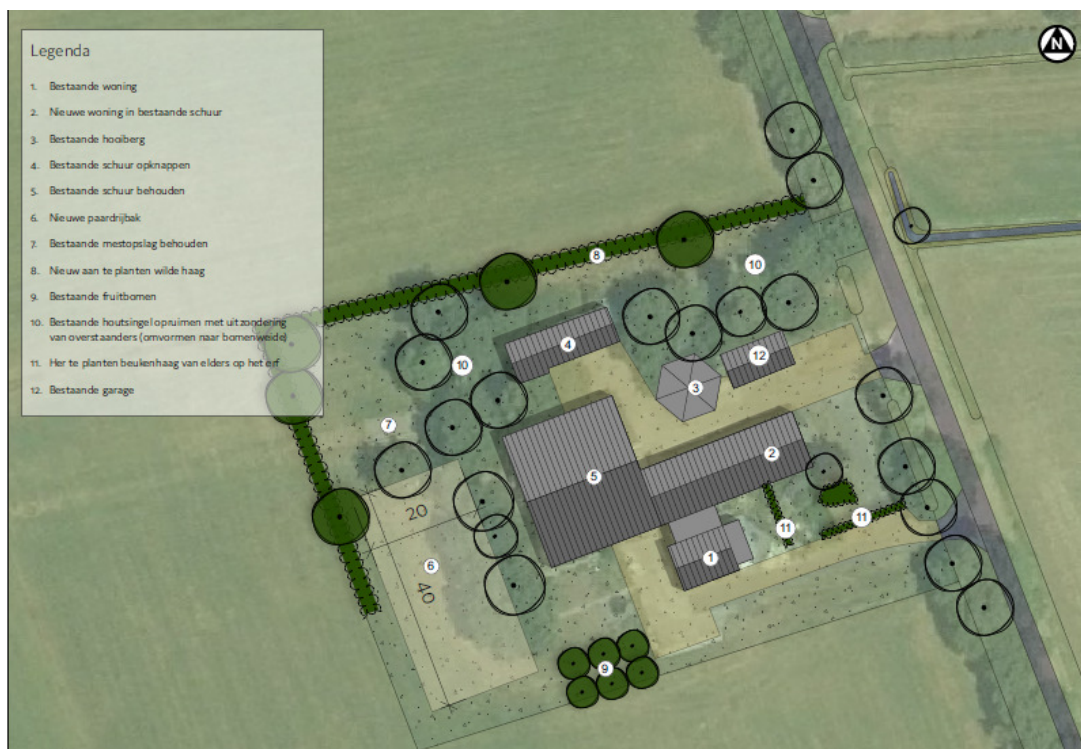 Legenda
1. Bestaande woning
2. Nieuwe woning in bestaande schuur
3. Bestaande hooiberg
4. Bestaande schuur opknappen
5. Bestaande schuur behouden
6. Nieuwe paardrijbak
7. Bestaande mestopslag behouden
8. Nieuw aan te planten wilde haag
9. Bestaande fruitbomen
10. Bestaande houtsingel opruimen met uitzondering
van overstaanders (omvormen naar bomenweide)
11. Her te planten beukenhaag van elders op het erf
12. Bestaande garage
N
8
10
4
12
10
3
7
2
5
20
11
11
1
6
40
9